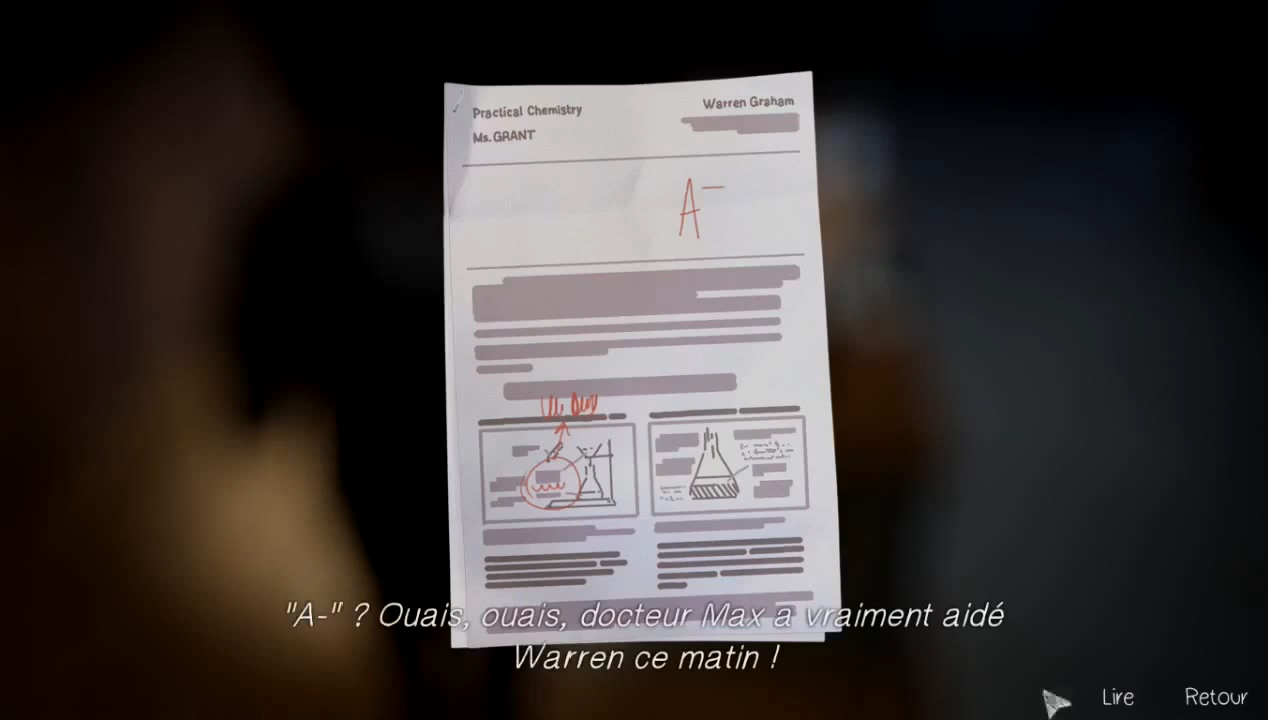 Practical Chemistry
Warren Graham
Ms. GRANT
A-
"A-" ? Ouais, ouais, docteur Max a vraiment aidé
Warren ce matin !
Lire
Retour